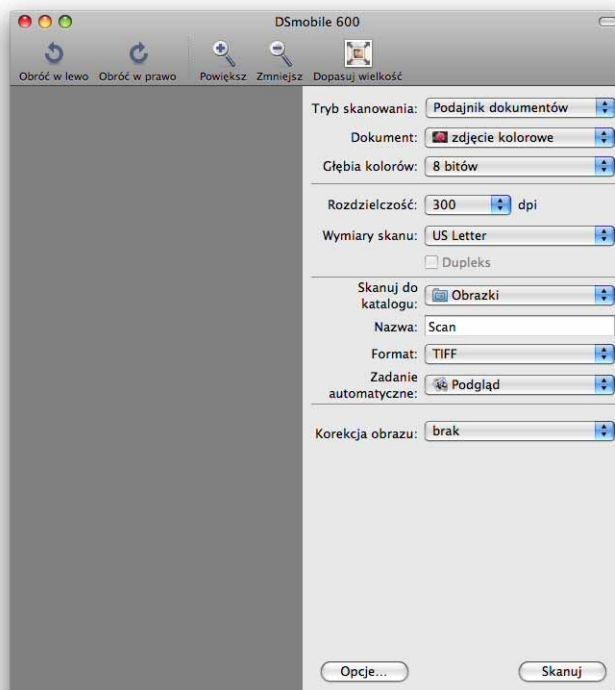 DSmobile 600
Obróć w lewo Obróć w prawo Powiększ Zmniejsz Dopasuj wielkość
Tryb skanowania: Podajnik dokumentów
Dokument: zdjęcie kolorowe
Głębia kolorów: 8 bitów
Rozdzielczość: 300 dpi
Wymiary skanu: US Letter
Dupleks
Skanuj do
katalogu: Obrazki
Nazwa: Scan
Format: TIFF
Zadanie
automatyczne: Podgląd
Korekcja obrazu: brak
Opcje... Skanuj